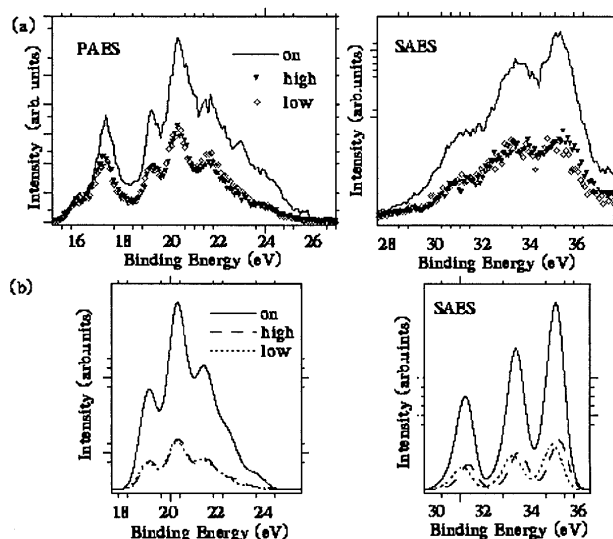 (a)
PAES
on
high
low
Intensity (arb. units)
16 18 20 22 24 26
Binding Energy (eV)
SAES
Intensity (arb. units)
28 30 32 34 36
Binding Energy (eV)
(b)
on
high
low
Intensity (arb.units)
18 20 22 24
Binding Energy (eV)
SAES
Intensity (arb.uints)
30 32 34 36
Binding Energy (eV)